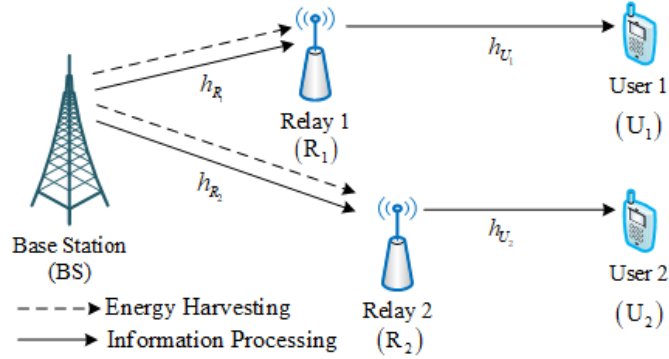 h_{R_1}
h_{U_1}
Relay 1
(R_1)
User 1
(U_1)
h_{R_2}
h_{U_2}
Base Station
(BS)
Relay 2
(R_2)
User 2
(U_2)
Energy Harvesting
Information Processing